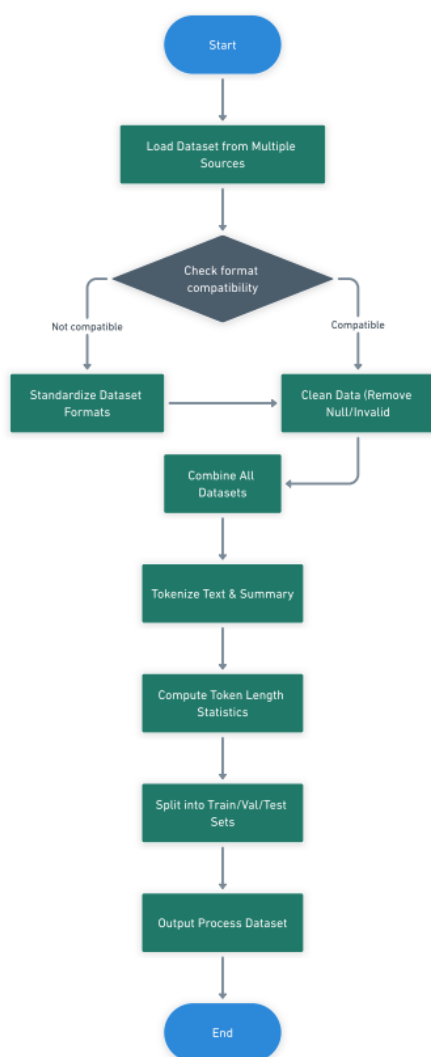 Start
Load Dataset from Multiple
Sources
Check format
compatibility
Not compatible
Compatible
Standardize Dataset
Formats
Clean Data (Remove
Null/Invalid
Combine All
Datasets
Tokenize Text & Summary
Compute Token Length
Statistics
Split into Train/Val/Test
Sets
Output Process Dataset
End